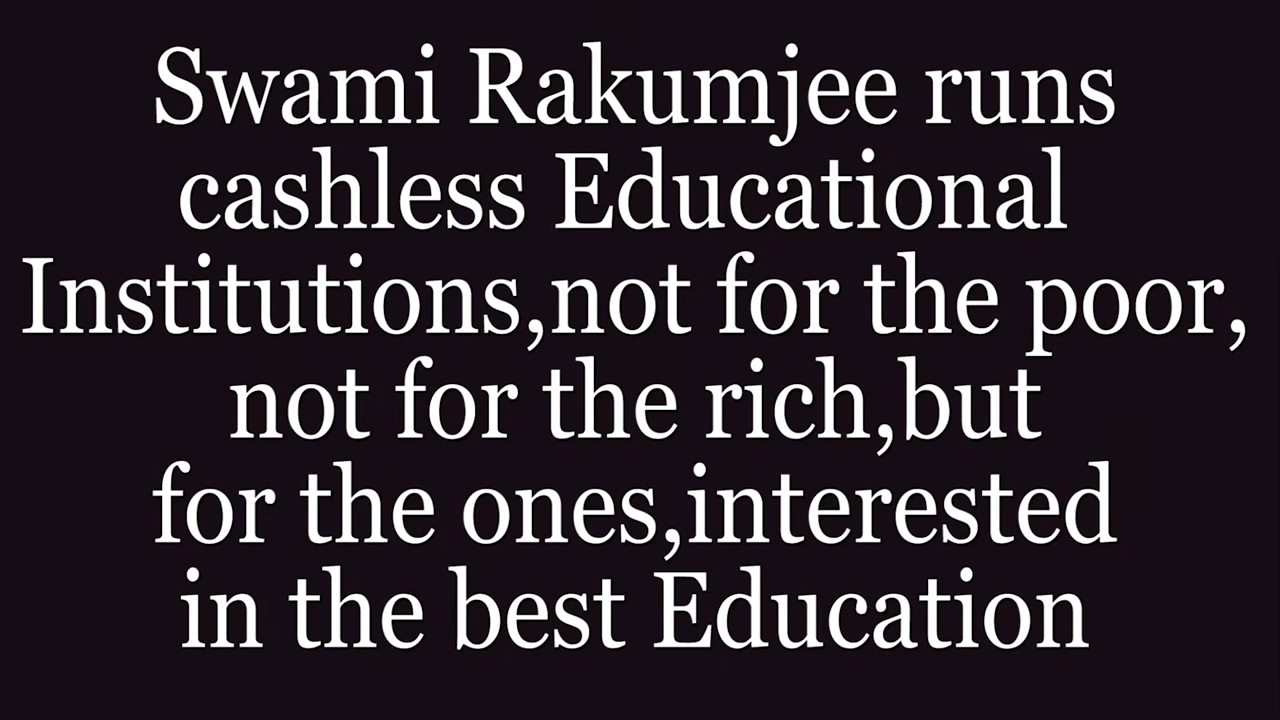 Swami Rakumjee runs
cashless Educational
Institutions,not for the poor,
not for the rich,but
for the ones,interested
in the best Education